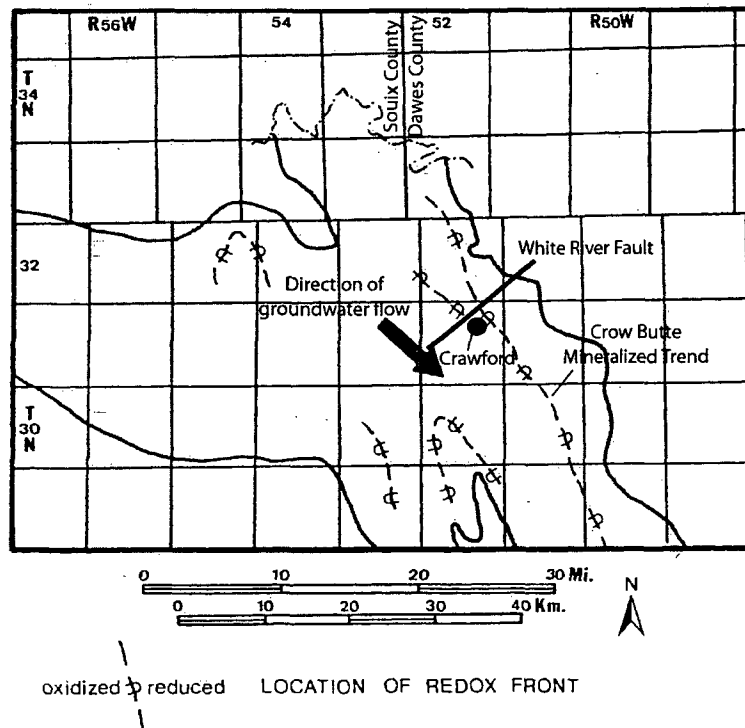 R56W 54 52 R50W
T
34
N
Souix County
Dawes County
32
White River Fault
Direction of
groundwater flow
Crow Butte
Mineralized Trend
Crawford
T
30
N
0 10 20 30 Mi.
0 10 20 30 40 Km.
N
oxidized reduced LOCATION OF REDOX FRONT